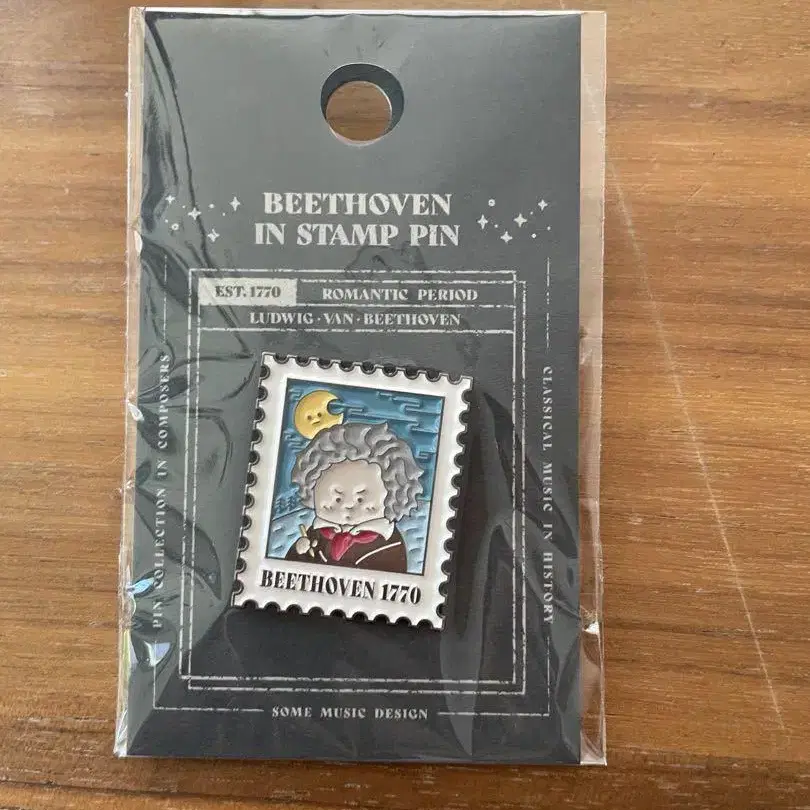 BEETHOVEN
IN STAMP PIN
EST. 1770
ROMANTIC PERIOD
LUDWIG · VAN · BEETHOVEN
PIN COLLECTION IN COMPOSERS
CLASSICAL MUSIC IN HISTORY
BEETHOVEN 1770
SOME MUSIC DESIGN